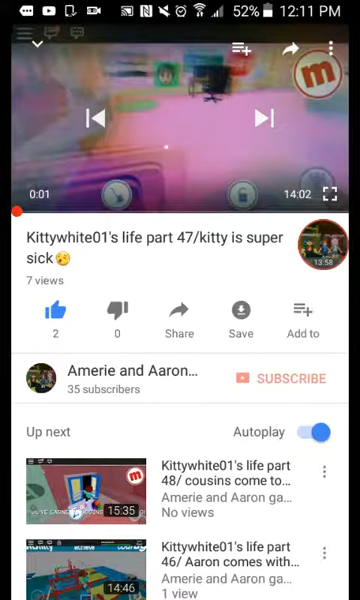 52% 12:11 PM
m
0:01
14:02
Kittywhite01's life part 47/kitty is super
sick😥
13:58
7 views
2
0
Share
Save
Add to
Amerie and Aaron...
35 subscribers
SUBSCRIBE
Up next
Autoplay
Kittywhite01's life part
48/ cousins come to...
Amerie and Aaron ga...
No views
m
15:35
Kittywhite01's life part
46/ Aaron comes with...
Amerie and Aaron ga...
1 view
14:46